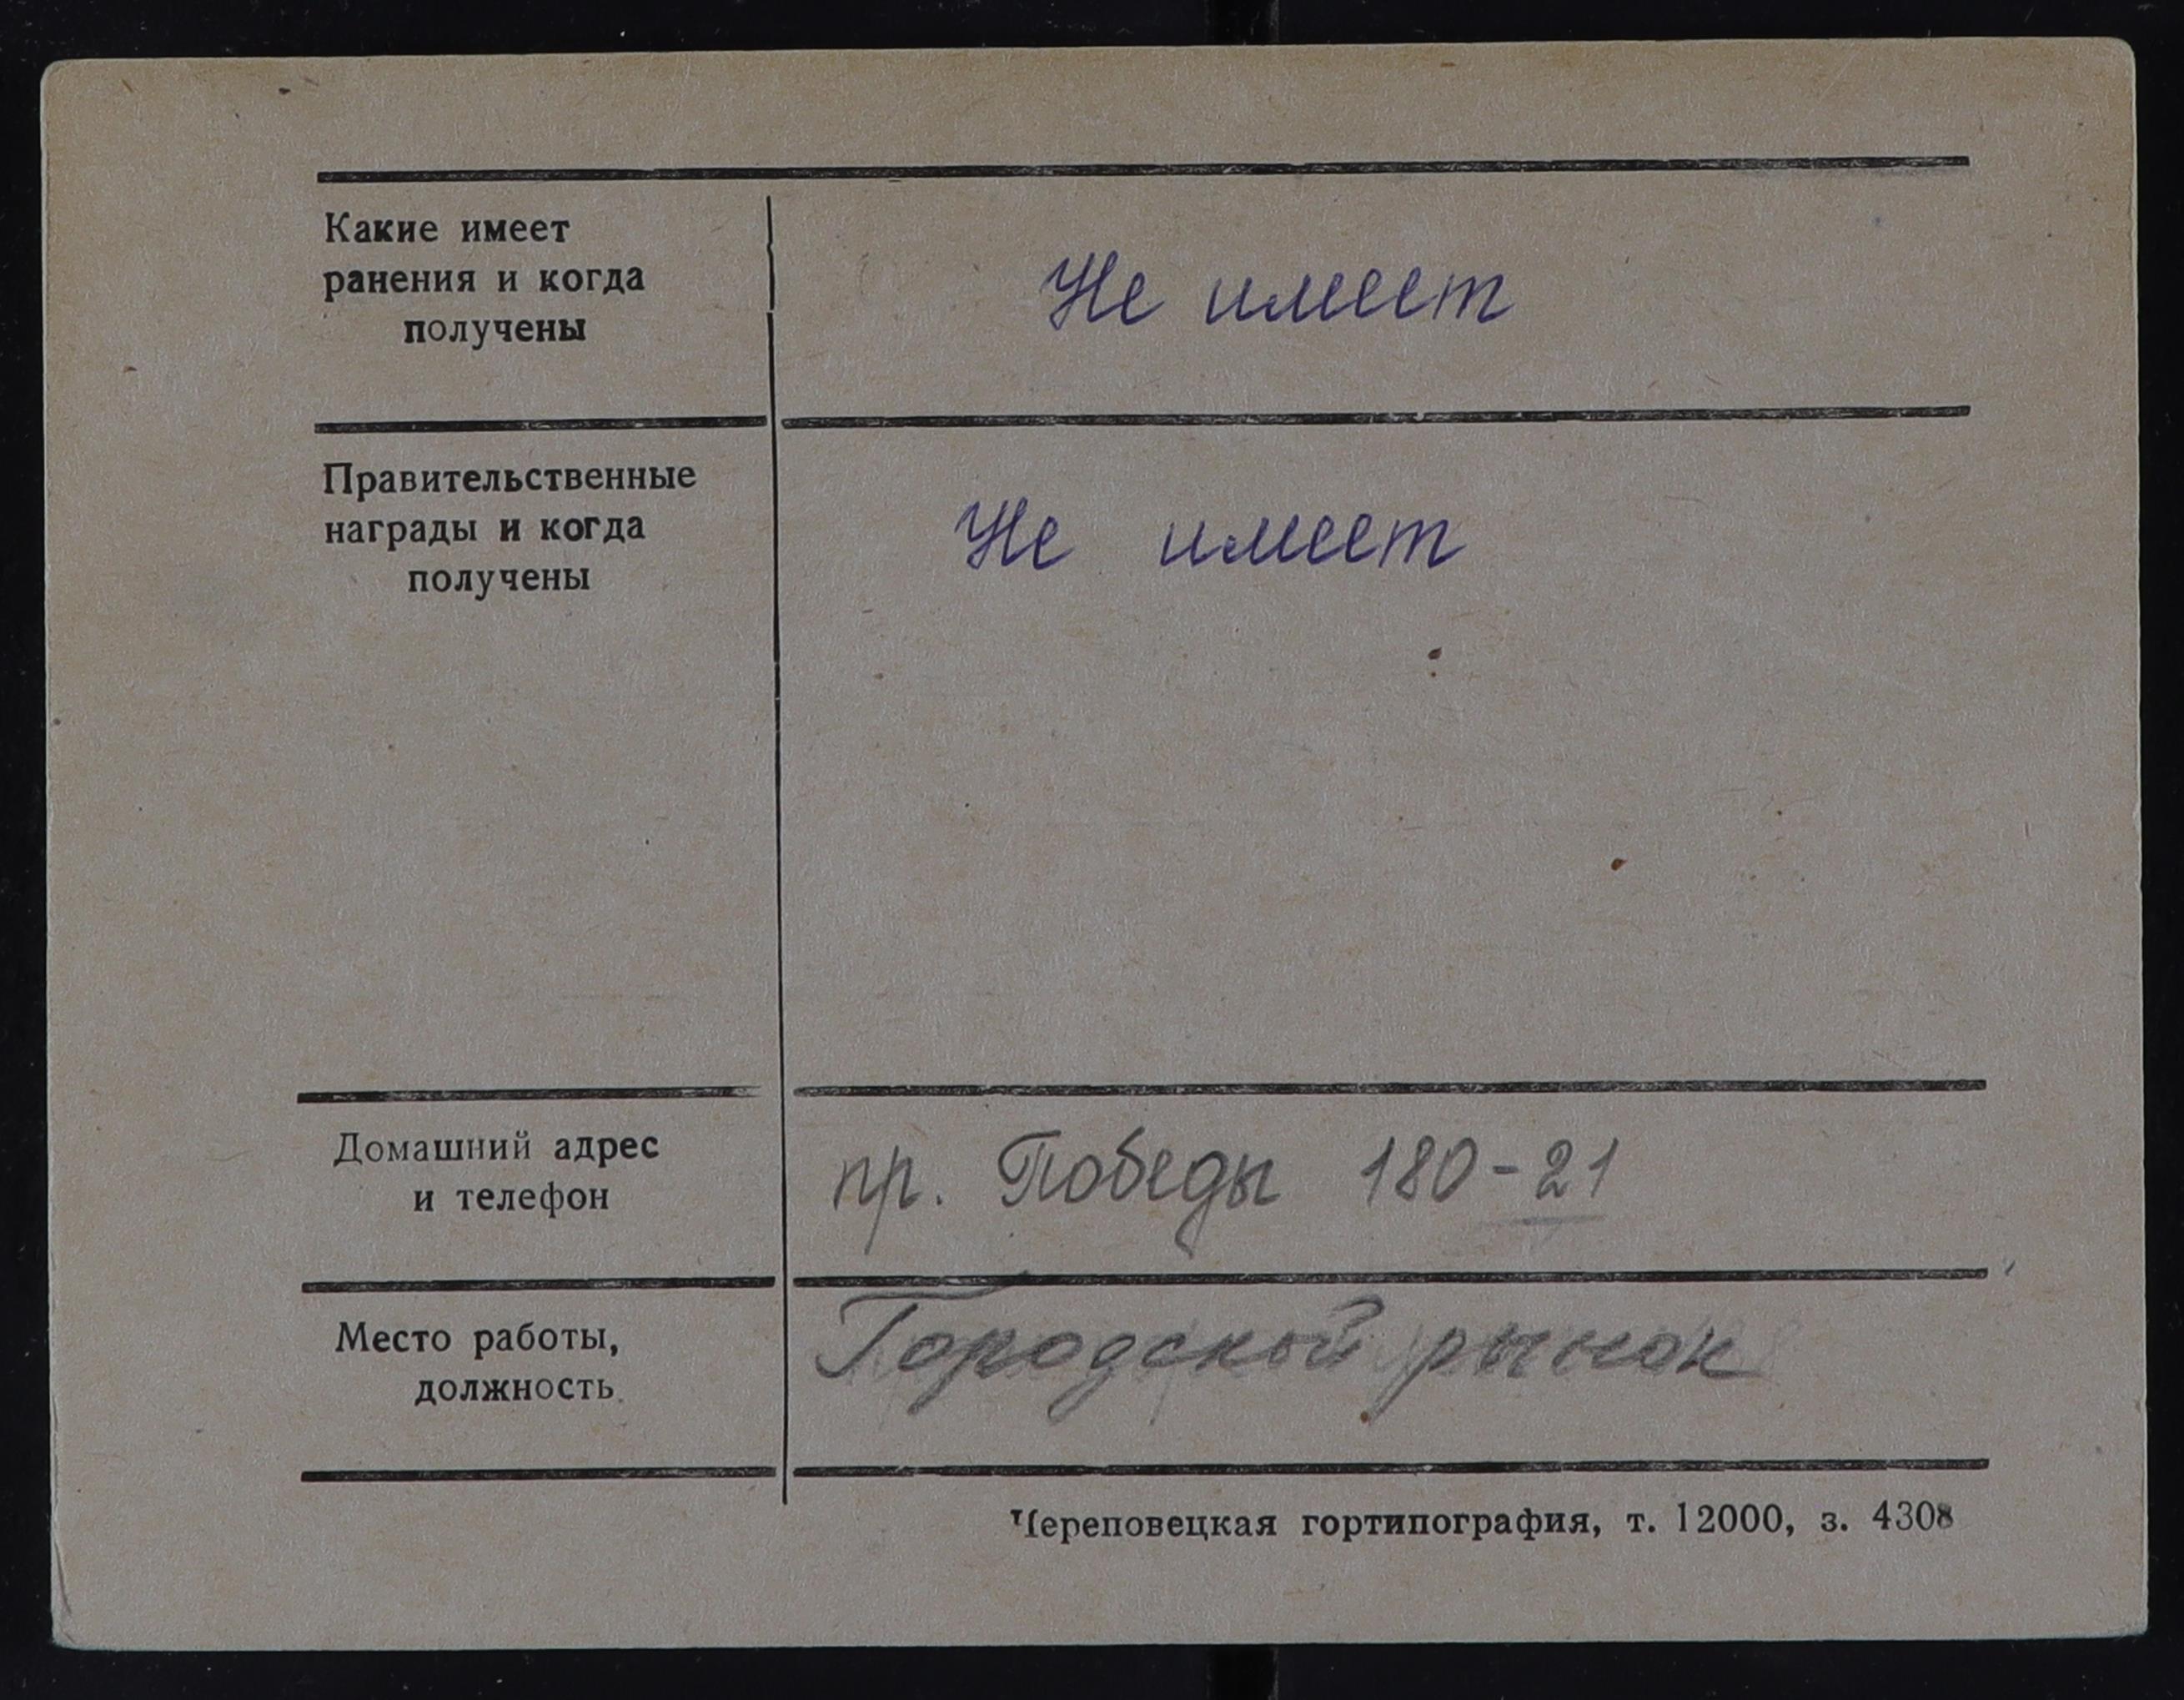 Какие имеет
ранения и когда
получены
Не имеет
Правительственные
награды и когда
получены
Не имеет
Домашний адрес
и телефон
пр. Победы 180-21
Место работы,
должность.
Городской рынок
Череповецкая гортипография, т. 12000, з. 4308